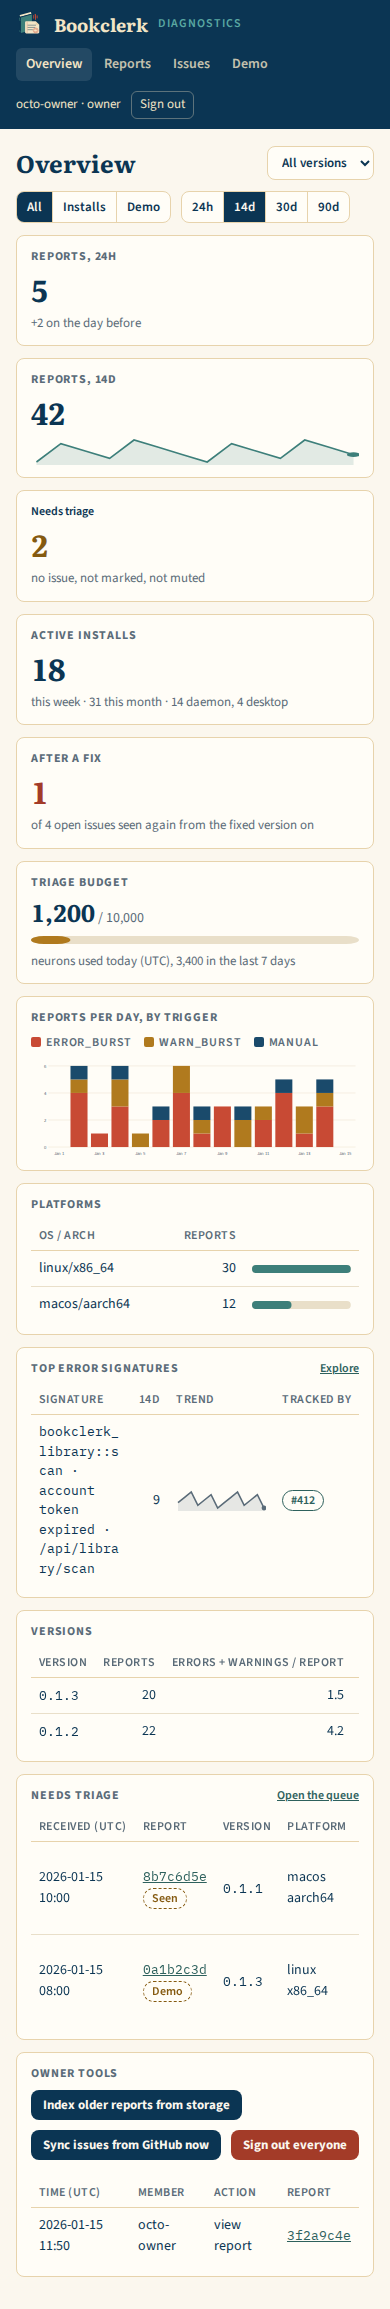 Bookclerk DIAGNOSTICS
Overview Reports Issues Demo
octo-owner · owner Sign out
Overview All versions
All Installs Demo 24h 14d 30d 90d
REPORTS, 24H
5
+2 on the day before
REPORTS, 14D
42
Needs triage
2
no issue, not marked, not muted
ACTIVE INSTALLS
18
this week · 31 this month · 14 daemon, 4 desktop
AFTER A FIX
1
of 4 open issues seen again from the fixed version on
TRIAGE BUDGET
1,200 / 10,000
neurons used today (UTC), 3,400 in the last 7 days
REPORTS PER DAY, BY TRIGGER
ERROR_BURST WARN_BURST MANUAL
PLATFORMS
OS / ARCH REPORTS
linux/x86_64 30
macos/aarch64 12
TOP ERROR SIGNATURES Explore
SIGNATURE 14D TREND TRACKED BY
bookclerk_
library::s
can ·
account
token
expired ·
/api/libra
ry/scan
9 #412
VERSIONS
VERSION REPORTS ERRORS + WARNINGS / REPORT
0.1.3 20 1.5
0.1.2 22 4.2
NEEDS TRIAGE Open the queue
RECEIVED (UTC) REPORT VERSION PLATFORM
2026-01-15 10:00 8b7c6d5e Seen 0.1.1 macos aarch64
2026-01-15 08:00 0a1b2c3d Demo 0.1.3 linux x86_64
OWNER TOOLS
Index older reports from storage
Sync issues from GitHub now Sign out everyone
TIME (UTC) MEMBER ACTION REPORT
2026-01-15 11:50 octo-owner view report 3f2a9c4e